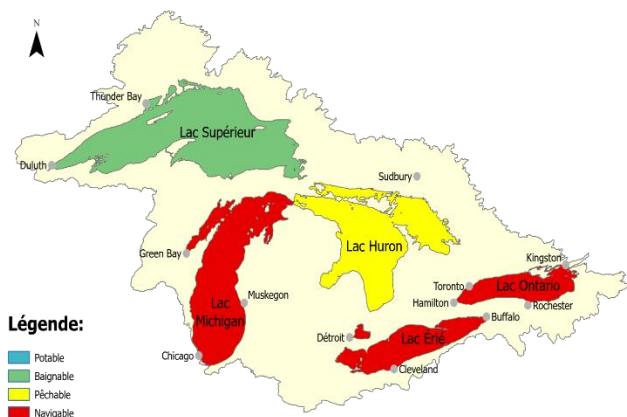 N
Thunder Bay
Lac Supérieur
Duluth
Sudbury
Lac Huron
Green Bay
Kingston
Toronto
Lac Ontario
Hamilton
Rochester
Muskegon
Lac
Michigan
Buffalo
Détroit
Lac Érié
Chicago
Cleveland
Légende:
Potable
Baignable
Pêchable
Navigable